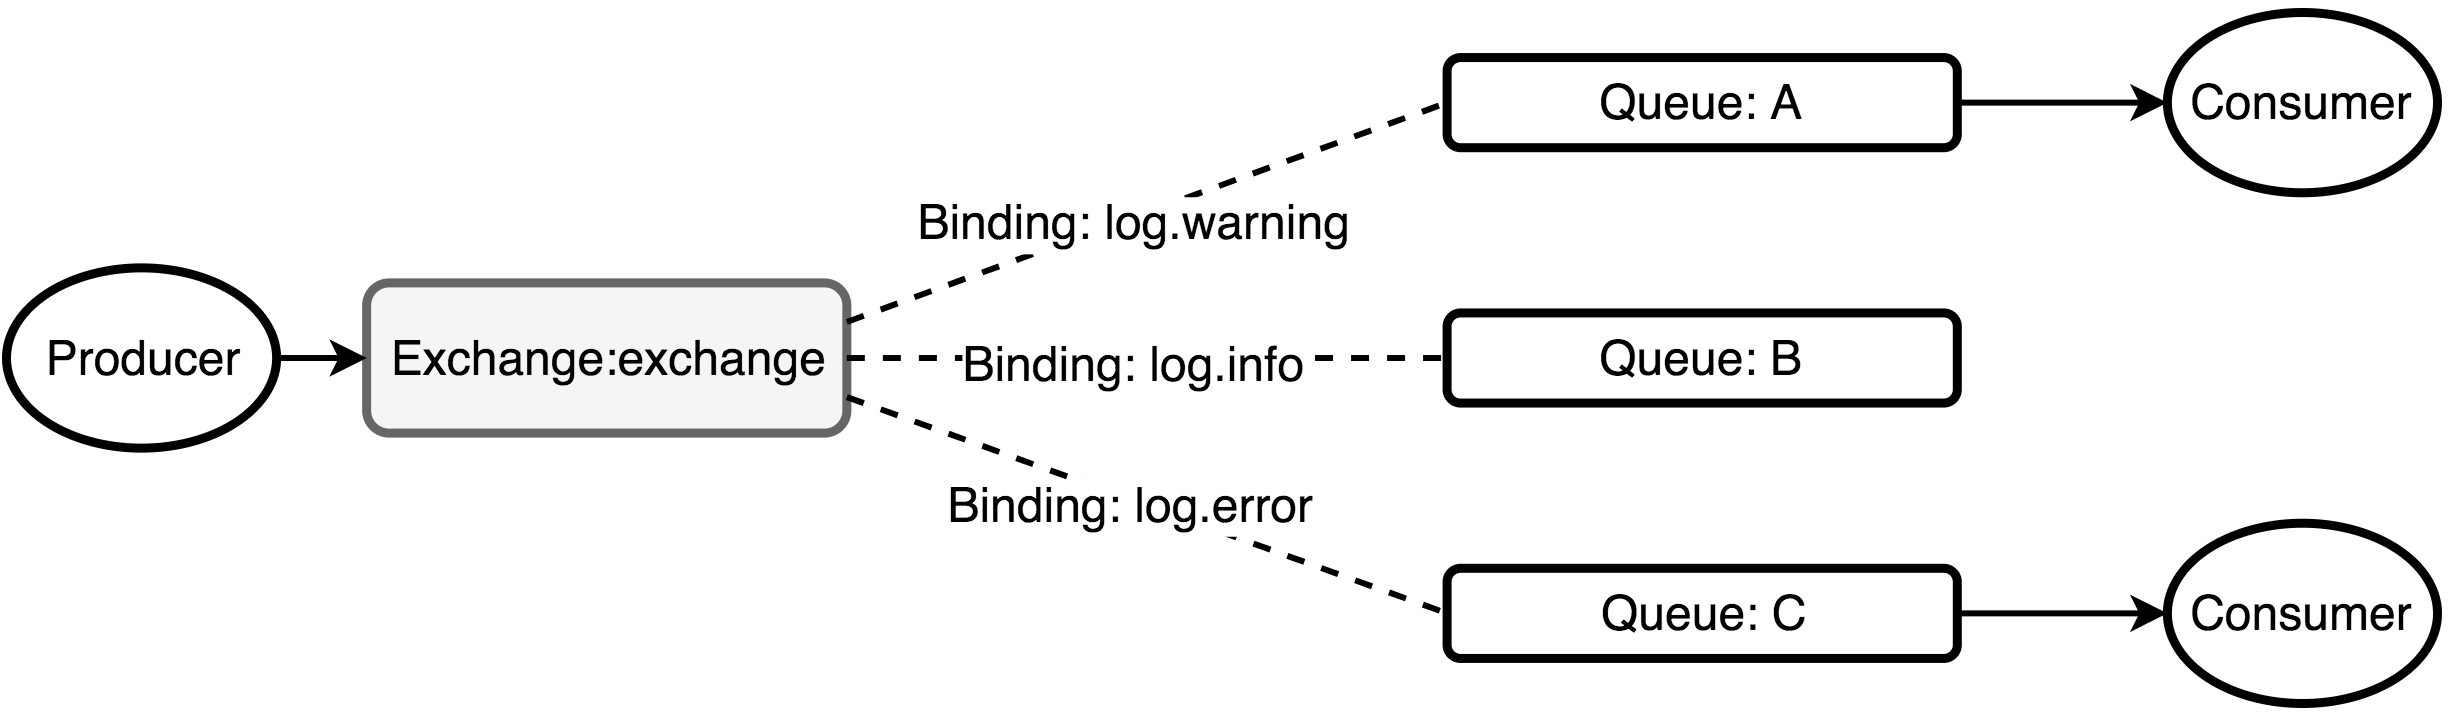 Queue: A
Consumer
Binding: log.warning
Producer
Exchange:exchange
Binding: log.info
Queue: B
Binding: log.error
Queue: C
Consumer